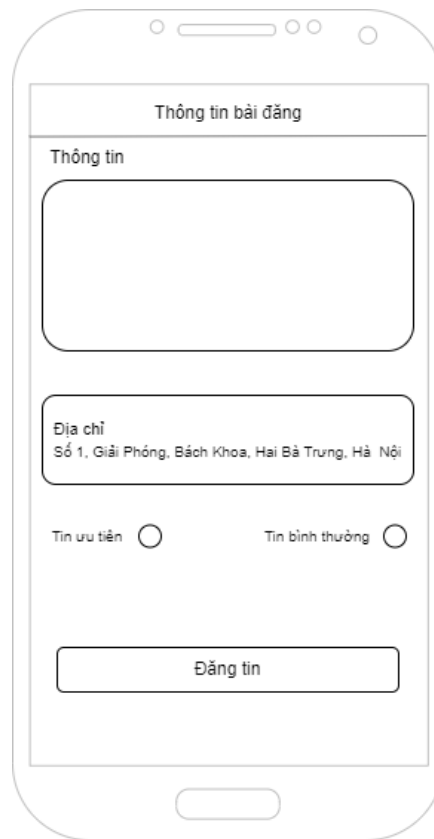 Thông tin bài đăng
Thông tin
Địa chỉ
Số 1, Giải Phóng, Bách Khoa, Hai Bà Trưng, Hà Nội
Tin ưu tiên
Tin bình thường
Đăng tin